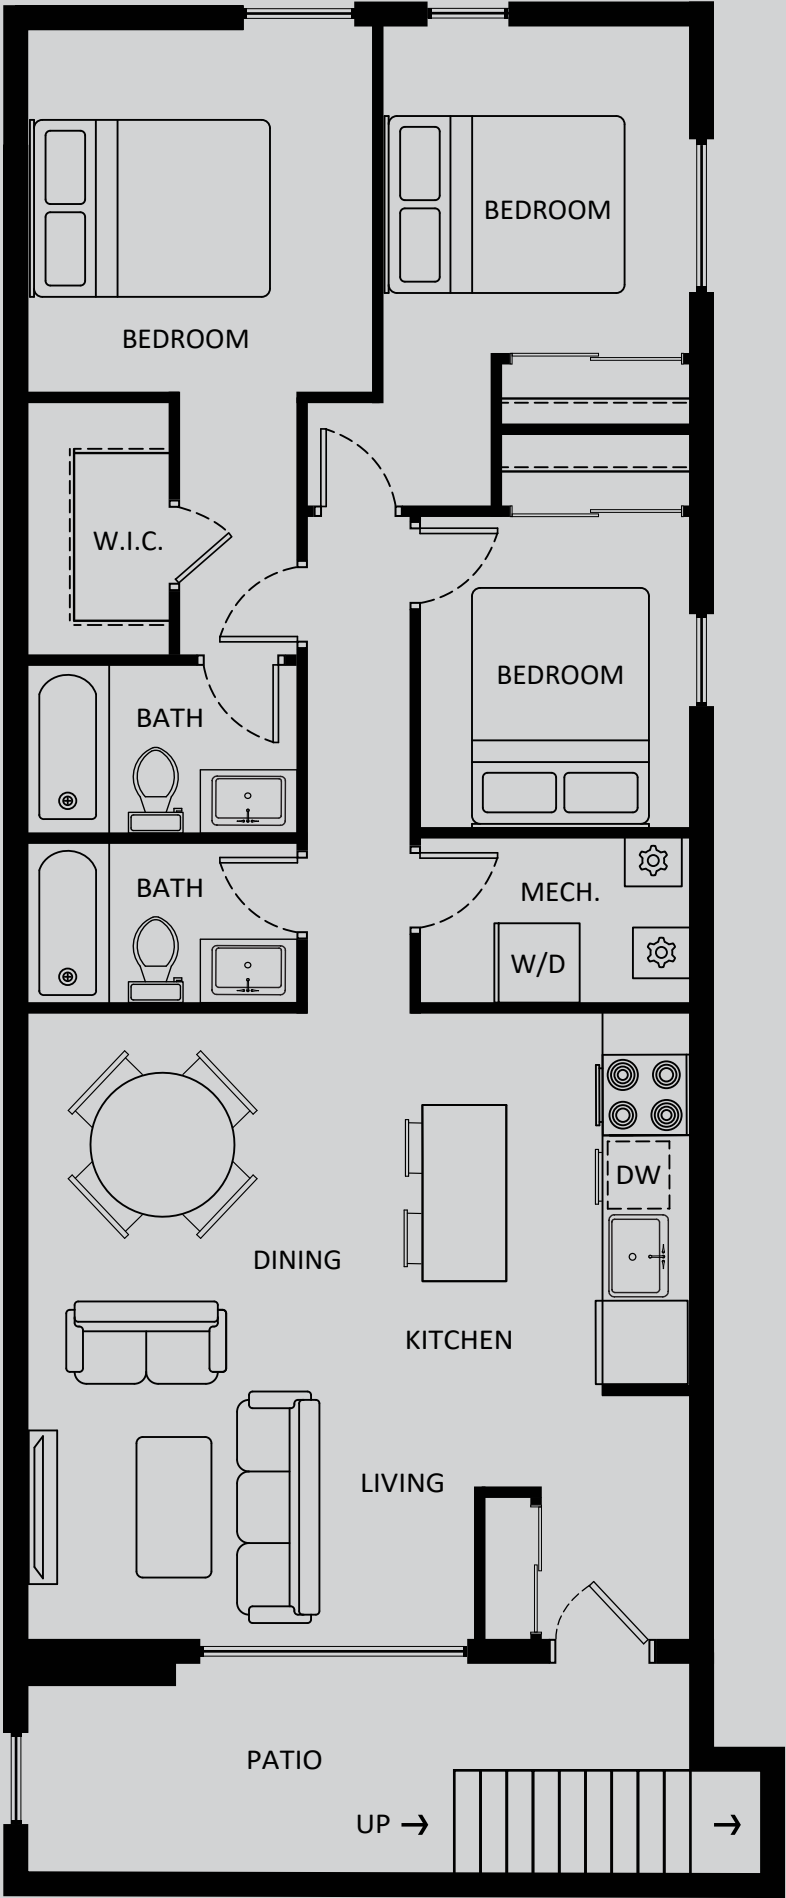 BEDROOM
BEDROOM
W.I.C.
BEDROOM
BATH
BATH
MECH.
W/D
DW
DINING
KITCHEN
LIVING
PATIO
UP →
→